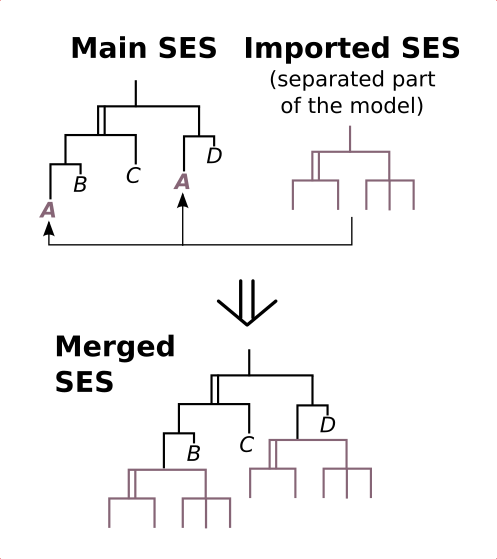 Main SES
Imported SES
(separated part
of the model)
B
C
D
A
A
Merged
SES
B
C
D